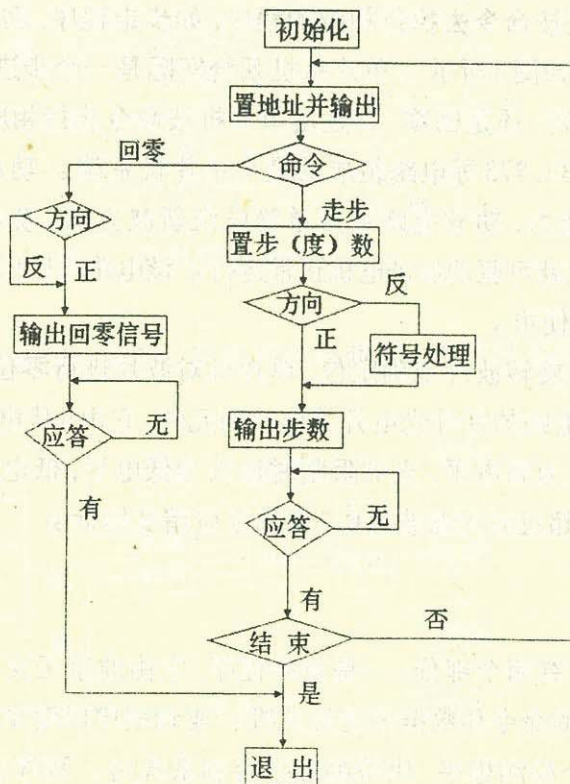 初始化
置地址并输出
回零
命令
走步
方向
置步（度）数
反
正
方向
反
输出回零信号
正
符号处理
应答
无
输出步数
有
应答
无
有
结 束
否
是
退 出